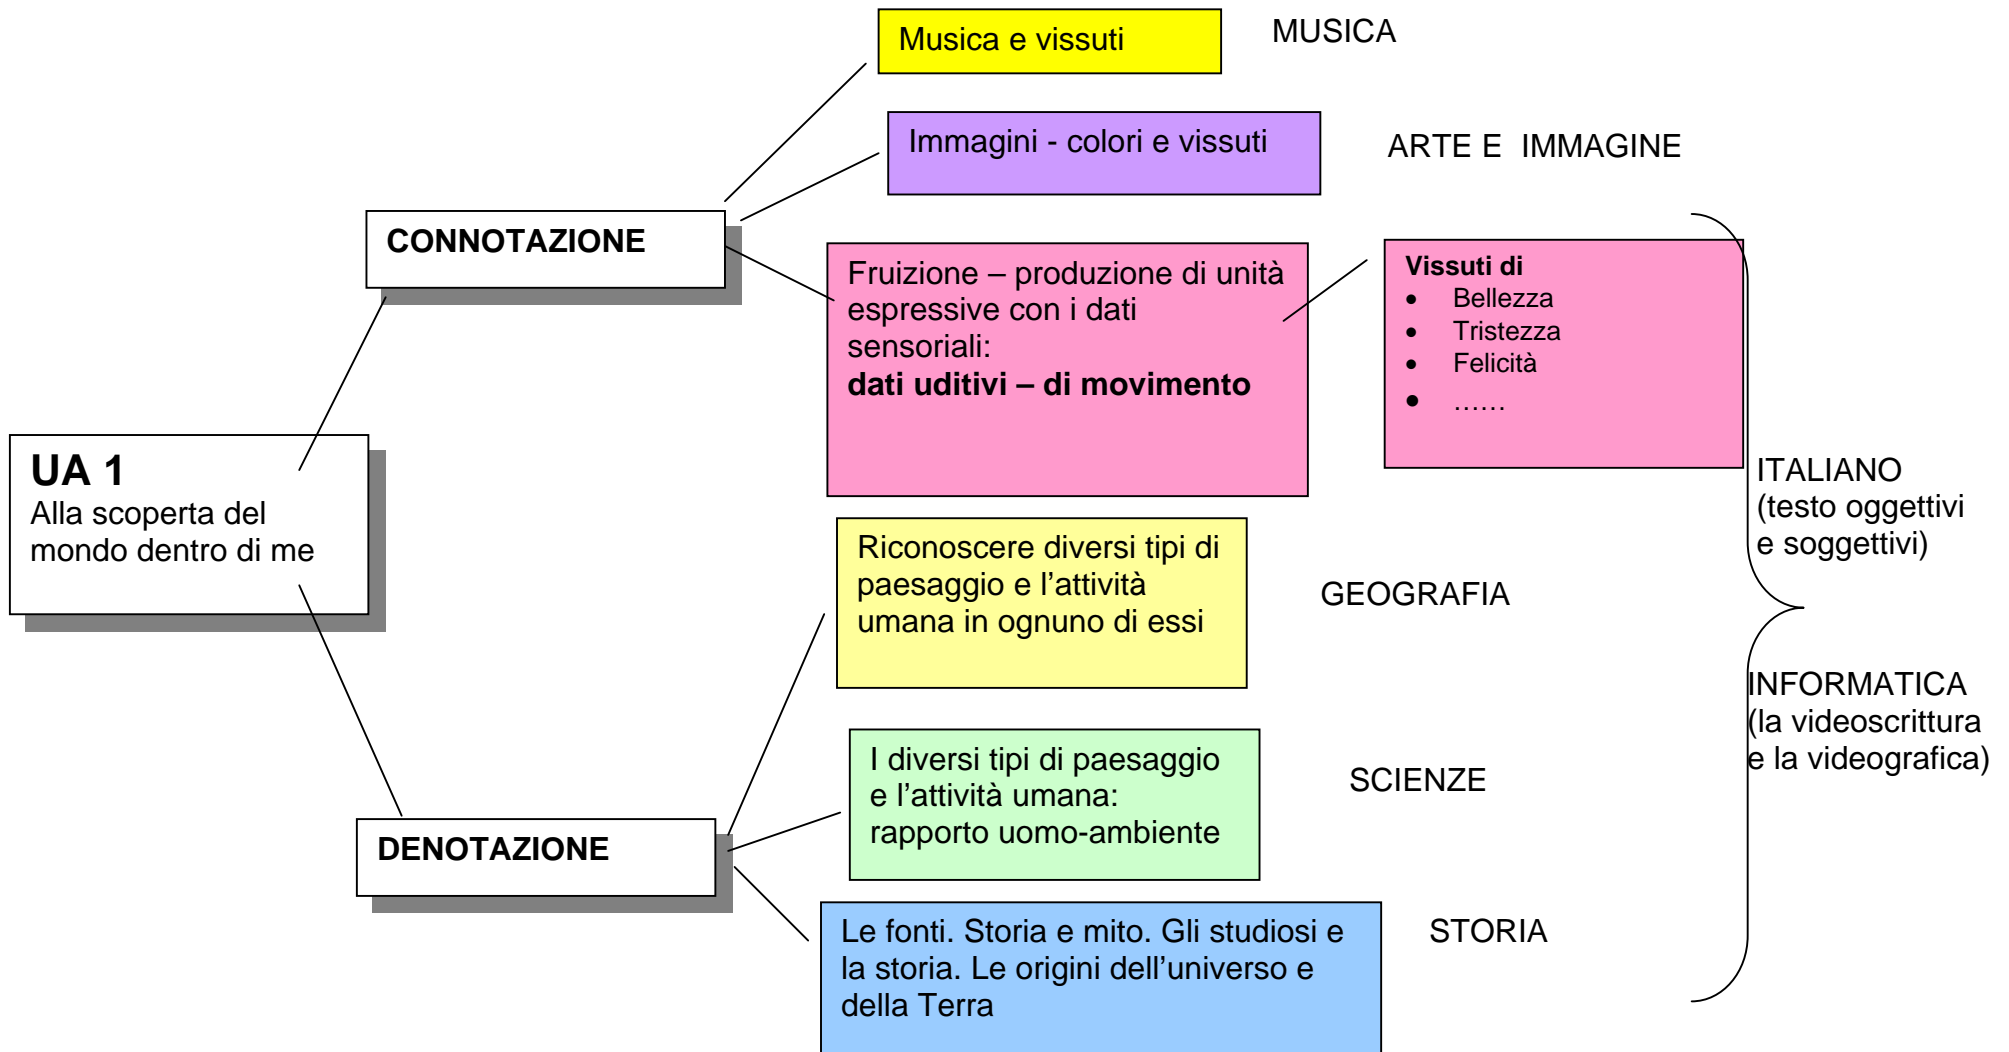 Musica e vissuti
MUSICA
Immagini - colori e vissuti
ARTE E IMMAGINE
CONNOTAZIONE
Fruizione – produzione di unità
espressive con i dati
sensoriali:
dati uditivi – di movimento
Vissuti di
• Bellezza
• Tristezza
• Felicità
• ……
UA 1
Alla scoperta del
mondo dentro di me
ITALIANO
(testo oggettivi
e soggettivi)
Riconoscere diversi tipi di
paesaggio e l’attività
umana in ognuno di essi
GEOGRAFIA
INFORMATICA
(la videoscrittura
e la videografica)
I diversi tipi di paesaggio
e l’attività umana:
rapporto uomo-ambiente
SCIENZE
DENOTAZIONE
Le fonti. Storia e mito. Gli studiosi e
la storia. Le origini dell’universo e
della Terra
STORIA